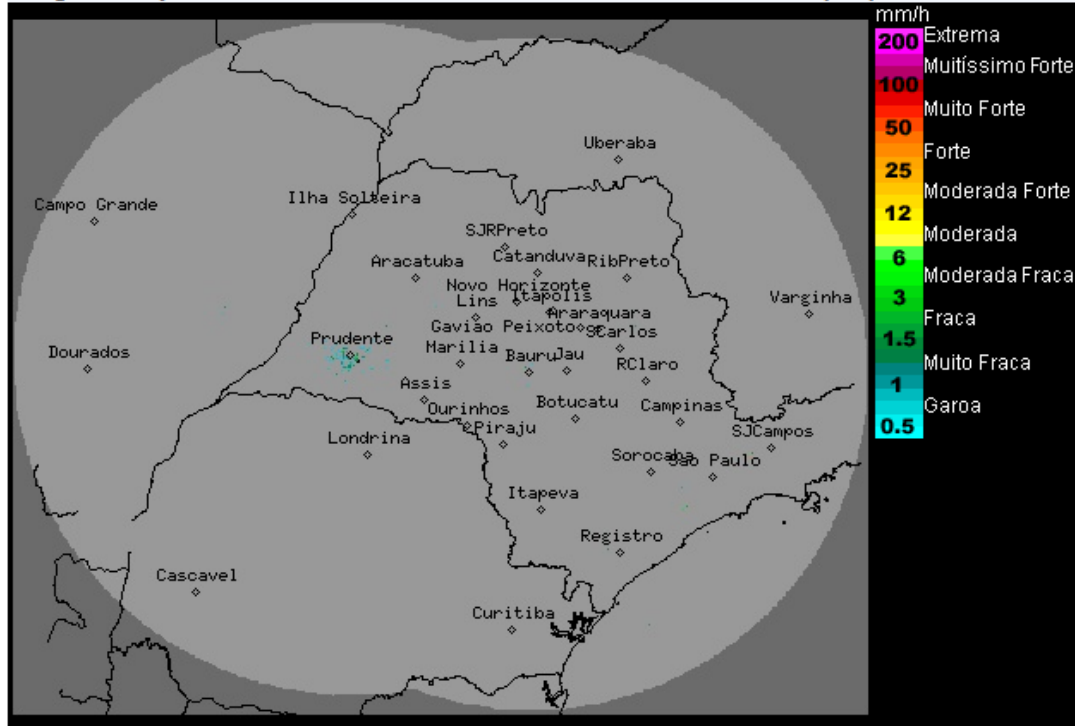 mm/h
200
Extrema
Muitíssimo Forte
100
Muito Forte
50
Forte
25
Moderada Forte
12
Moderada
6
Moderada Fraca
3
Fraca
1.5
Muito Fraca
1
Garoa
0.5
Uberaba
Campo Grande
Ilha Solteira
SJRPreto
Catanduva
RibPreto
Aracatuba
Novo Horizonte
Itapolis
Lins
Araraquara
Varginha
Gavião Peixoto
SCarlos
Prudente
Dourados
Marilia
Bauru
Jau
RClaro
Assis
Ourinhos
Botucatu
Campinas
Piraju
Londrina
SJCampos
Sorocaba
Sao Paulo
Itapeva
Registro
Cascavel
Curitiba